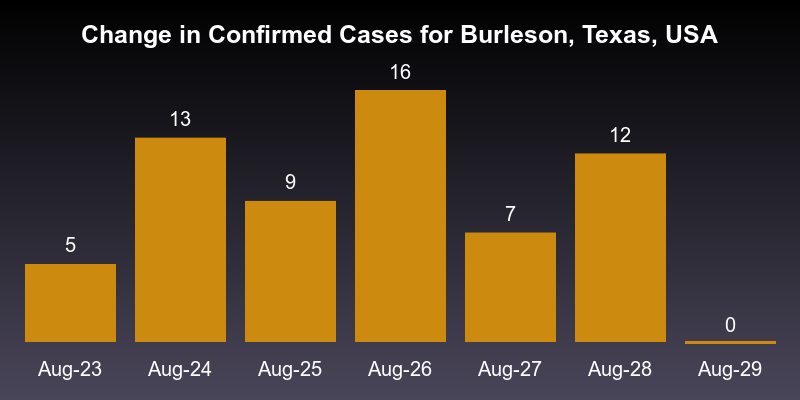 Change in Confirmed Cases for Burleson, Texas, USA
5
13
9
16
7
12
0
Aug-23
Aug-24
Aug-25
Aug-26
Aug-27
Aug-28
Aug-29